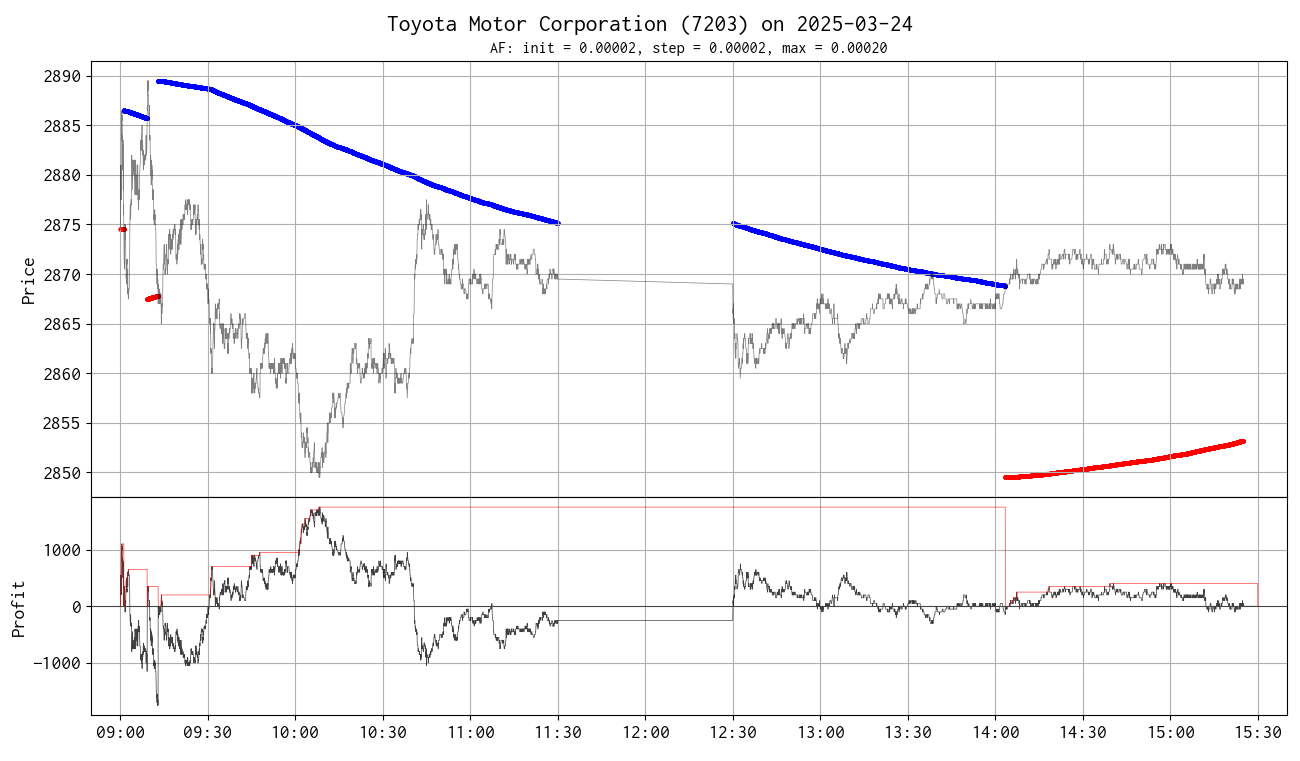 Toyota Motor Corporation (7203) on 2025-03-24
AF: init = 0.00002, step = 0.00002, max = 0.00020
Price
2890
2885
2880
2875
2870
2865
2860
2855
2850
Profit
1000
0
−1000
09:00 09:30 10:00 10:30 11:00 11:30 12:00 12:30 13:00 13:30 14:00 14:30 15:00 15:30